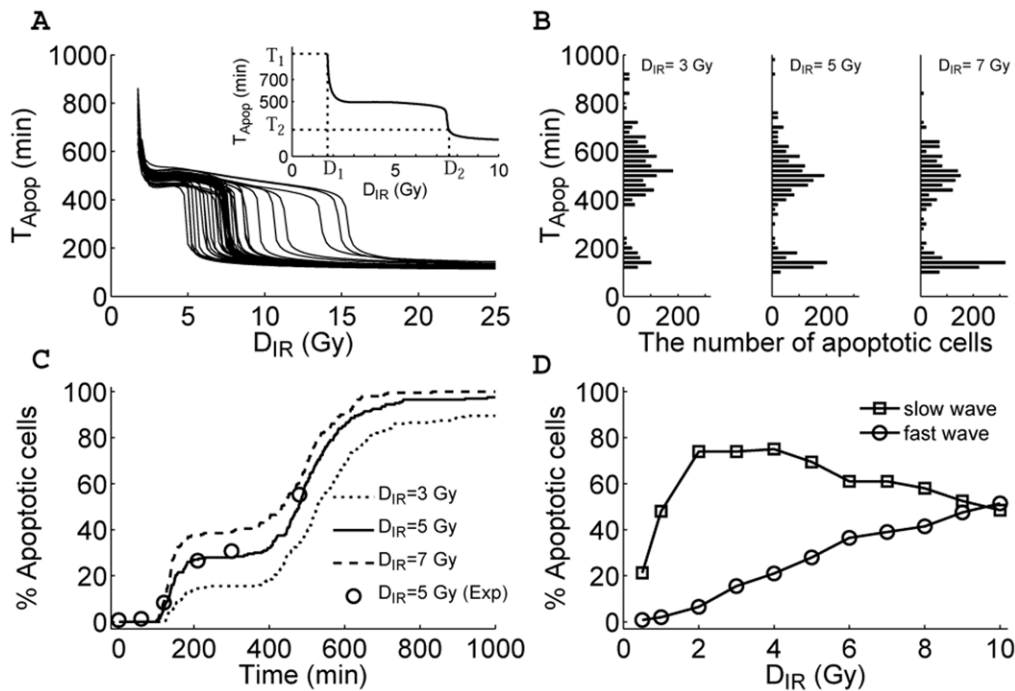 A
1000
800
600
400
200
0
T_Apop (min)
0
5
10
15
20
25
D_IR (Gy)
T_1
700
500
T_2
0
T_Apop (min)
D_1
5
D_2
10
D_IR (Gy)
B
1000
800
600
400
200
0
T_Apop (min)
D_IR= 3 Gy
D_IR= 5 Gy
D_IR= 7 Gy
0
200
0
200
0
200
The number of apoptotic cells
C
100
80
60
40
20
0
% Apoptotic cells
D_IR=3 Gy
D_IR=5 Gy
D_IR=7 Gy
D_IR=5 Gy (Exp)
0
200
400
600
800
1000
Time (min)
D
100
80
60
40
20
0
% Apoptotic cells
slow wave
fast wave
0
2
4
6
8
10
D_IR (Gy)